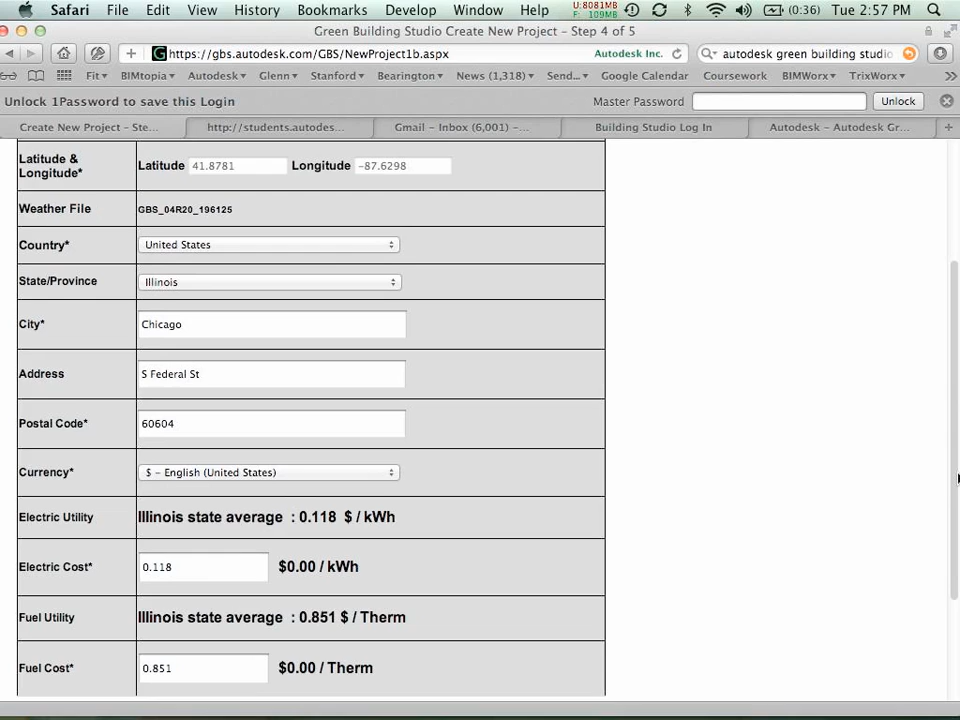 Safari File Edit View History Bookmarks Develop Window Help U:8081MB F: 109MB (0:36) Tue 2:57 PM
Green Building Studio Create New Project – Step 4 of 5
https://gbs.autodesk.com/GBS/NewProject1b.aspx Autodesk Inc. autodesk green building studio
Fit BIMtopia Autodesk Glenn Stanford Bearington News (1,318) Send... Google Calendar Coursework BIMWorx TrixWorx
Unlock 1Password to save this Login Master Password Unlock
Create New Project – Ste... http://students.autodes... Gmail – Inbox (6,001) –... Building Studio Log In Autodesk – Autodesk Gr...
Latitude & Longitude* Latitude 41.8781 Longitude -87.6298
Weather File GBS_04R20_196125
Country* United States
State/Province Illinois
City* Chicago
Address S Federal St
Postal Code* 60604
Currency* $ – English (United States)
Electric Utility Illinois state average : 0.118 $ / kWh
Electric Cost* 0.118 $0.00 / kWh
Fuel Utility Illinois state average : 0.851 $ / Therm
Fuel Cost* 0.851 $0.00 / Therm